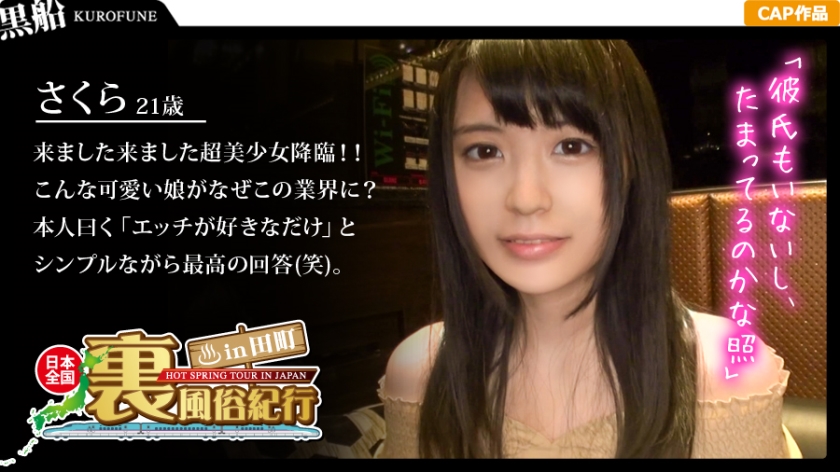 黒船 KUROFUNE
CAP作品
さくら 21歳
来ました来ました超美少女降臨!!
こんな可愛い娘がなぜこの業界に?
本人曰く「エッチが好きなだけ」と
シンプルながら最高の回答(笑)。
「彼氏もいないし、
たまってるのかな照」
Wi-Fi
日本
全国
♨in田町
HOT SPRING TOUR IN JAPAN
裏風俗紀行